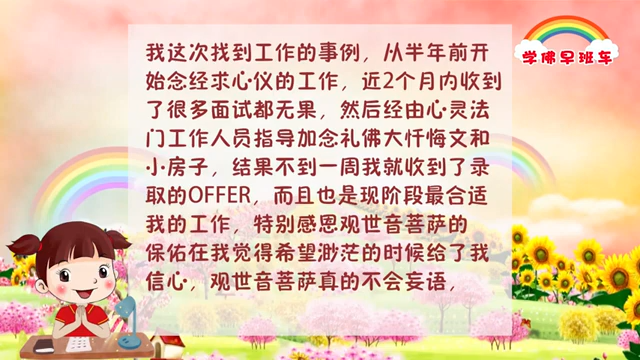 学佛早班车
我这次找到工作的事例，从半年前开
始念经求心仪的工作，近2个月内收到
了很多面试都无果，然后经由心灵法
门工作人员指导加念礼佛大忏悔文和
小房子，结果不到一周我就收到了录
取的OFFER，而且也是现阶段最合适
我的工作，特别感恩观世音菩萨的
保佑在我觉得希望渺茫的时候给了我
信心，观世音菩萨真的不会妄语，